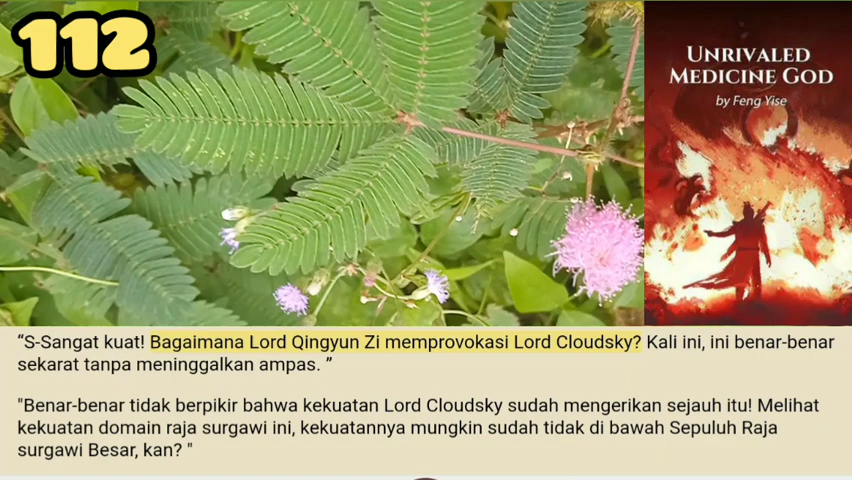 112
UNRIVALED
MEDICINE GOD
by Feng Yise
“S-Sangat kuat! Bagaimana Lord Qingyun Zi memprovokasi Lord Cloudsky? Kali ini, ini benar-benar
sekarat tanpa meninggalkan ampas. ”
"Benar-benar tidak berpikir bahwa kekuatan Lord Cloudsky sudah mengerikan sejauh itu! Melihat
kekuatan domain raja surgawi ini, kekuatannya mungkin sudah tidak di bawah Sepuluh Raja
surgawi Besar, kan? "